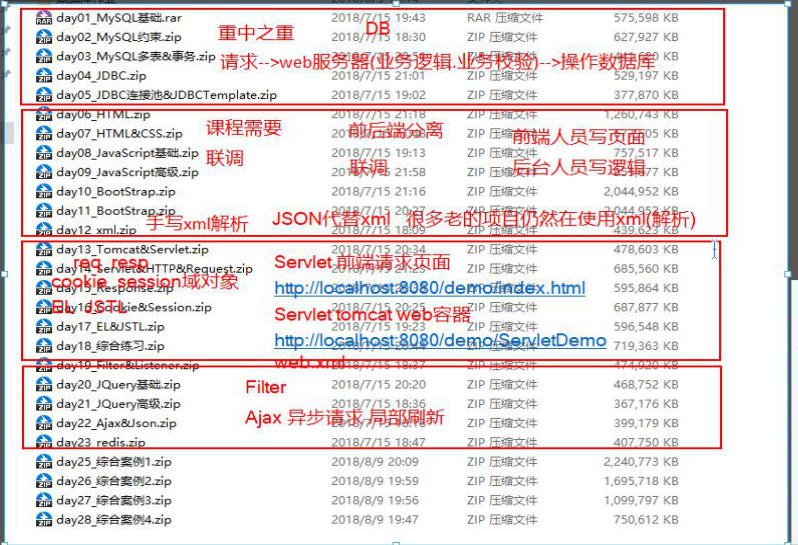 day01_MySQL基础.rar 2018/7/15 19:43 RAR 压缩文件 575,598 KB
重中之重 DB
day02_MySQL约束.zip 2018/7/15 18:30 ZIP 压缩文件 627,927 KB
day03_MySQL多表&事务.zip ZIP 压缩文件 KB
请求-->web服务器(业务逻辑.业务校验)-->操作数据库
day04_JDBC.zip 2018/7/15 21:01 ZIP 压缩文件 529,197 KB
day05_JDBC连接池&JDBCTemplate.zip 2018/7/15 19:02 ZIP 压缩文件 377,870 KB
day06_HTML.zip 2018/7/15 21:18 ZIP 压缩文件 1,260,743 KB
课程需要 前后端分离 前端人员写页面
day07_HTML&CSS.zip
day08_JavaScript基础.zip 2018/7/15 19:13 ZIP 压缩文件 757,517 KB
联调 联调 后台人员写逻辑
day09_JavaScript高级.zip 2018/7/15 21:58 ZIP 压缩文件 KB
day10_BootStrap.zip 2018/7/15 21:16 ZIP 压缩文件 2,044,952 KB
day11_BootStrap.zip 2018/7/15 20:27 ZIP 压缩文件 2,044,952 KB
手写xml解析 JSON代替xml 很多老的项目仍然在使用xml(解析)
day12_xml.zip 2018/7/15 18:09 ZIP 压缩文件 439,623 KB
day13_Tomcat&Servlet.zip 2018/7/15 20:34 ZIP 压缩文件 478,603 KB
req resp Servlet 前端请求页面
day14_Servlet&HTTP&Request.zip 2018/7/15 21:23 ZIP 压缩文件 685,560 KB
cookie session域对象 http://localhost:8080/demo/index.html
day15_Response.zip ZIP 压缩文件 595,864 KB
EL JSTL Servlet tomcat web容器
day16_Cookie&Session.zip 2018/7/15 20:25 ZIP 压缩文件 687,877 KB
day17_EL&JSTL.zip 2018/7/15 19:23 ZIP 压缩文件 596,548 KB
http://localhost:8080/demo/ServletDemo
day18_综合练习.zip 2018/7/15 20:44 ZIP 压缩文件 719,363 KB
web.xml
day19_Filter&Listener.zip 2018/7/15 18:37 ZIP 压缩文件 474,920 KB
day20_JQuery基础.zip 2018/7/15 20:20 ZIP 压缩文件 468,752 KB
Filter
day21_JQuery高级.zip 2018/7/15 18:36 ZIP 压缩文件 367,176 KB
Ajax 异步请求 局部刷新
day22_Ajax&Json.zip 2018/7/15 ZIP 压缩文件 399,179 KB
day23_redis.zip 2018/7/15 18:47 ZIP 压缩文件 407,750 KB
day25_综合案例1.zip 2018/8/9 20:09 ZIP 压缩文件 2,240,773 KB
day26_综合案例2.zip 2018/8/9 19:59 ZIP 压缩文件 1,695,718 KB
day27_综合案例3.zip 2018/8/9 19:56 ZIP 压缩文件 1,099,797 KB
day28_综合案例4.zip 2018/8/9 19:47 ZIP 压缩文件 750,612 KB